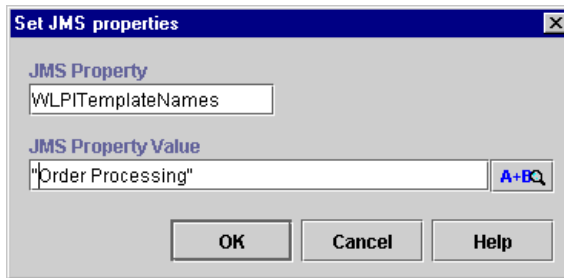 Set JMS properties
JMS Property
WLPITemplateNames
JMS Property Value
"Order Processing"
A+B
OK
Cancel
Help